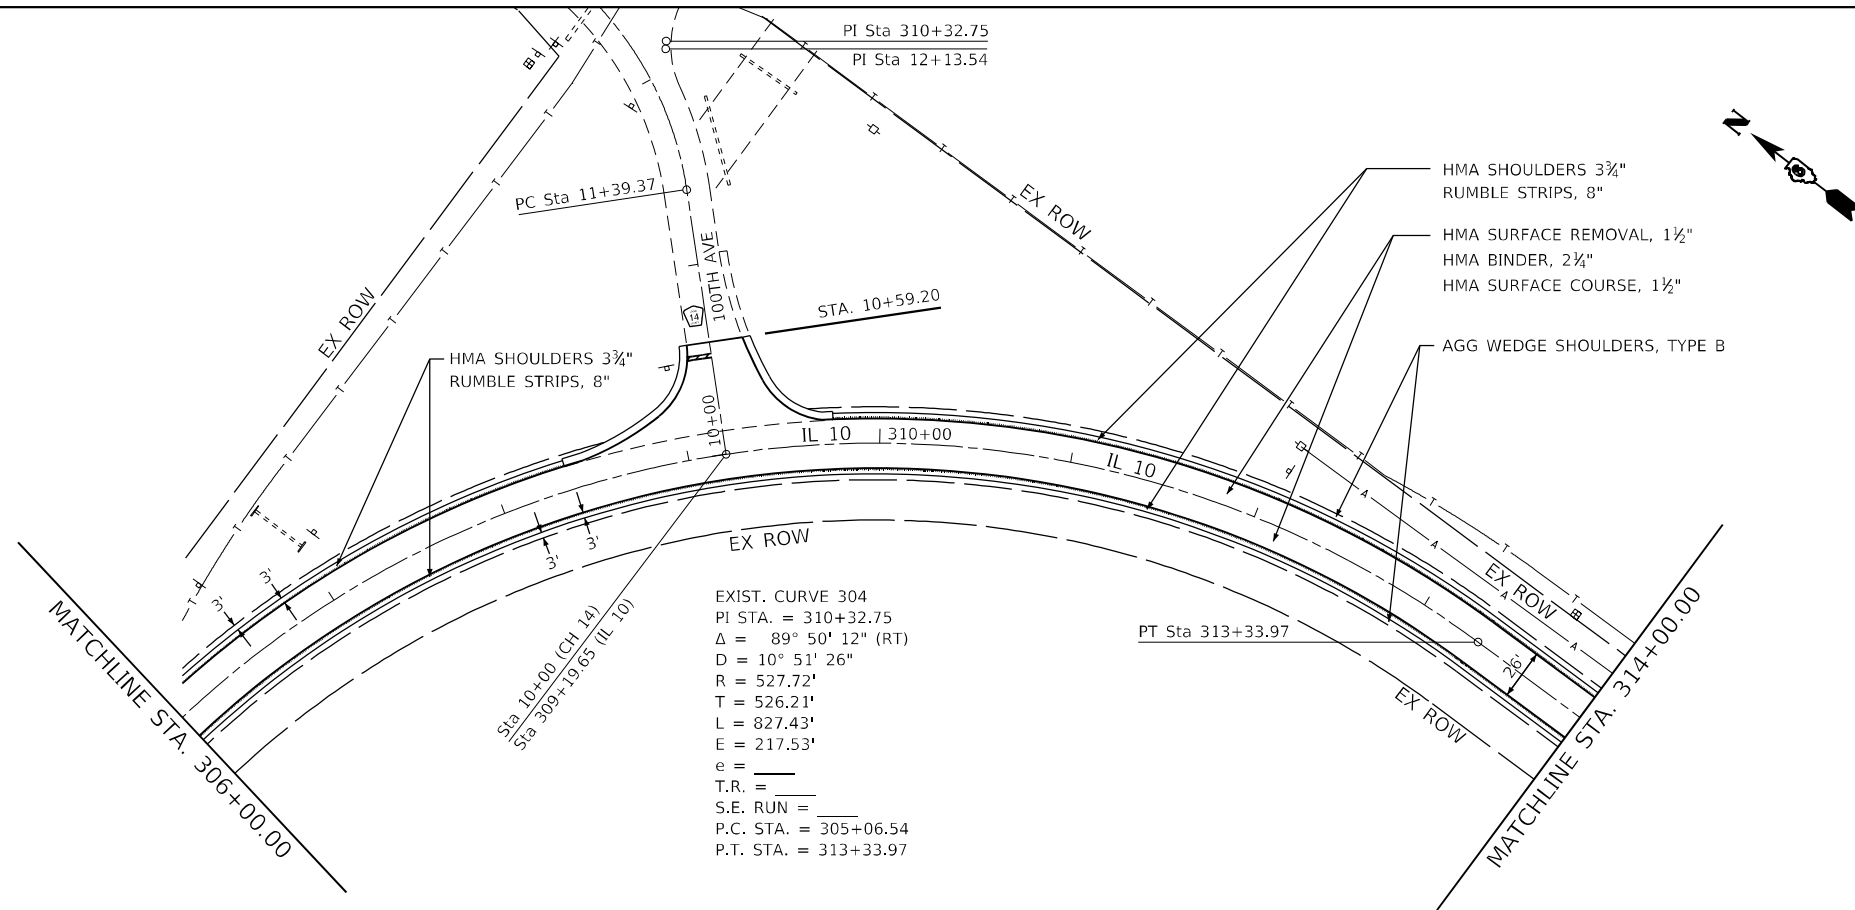 PI Sta 310+32.75
PI Sta 12+13.54
N
PC Sta 11+39.37
EX ROW
HMA SHOULDERS 3¾"
RUMBLE STRIPS, 8"
HMA SURFACE REMOVAL, 1½"
HMA BINDER, 2¼"
HMA SURFACE COURSE, 1½"
AGG WEDGE SHOULDERS, TYPE B
100TH AVE
14
STA. 10+59.20
EX ROW
HMA SHOULDERS 3¾"
RUMBLE STRIPS, 8"
10+00
IL 10
310+00
IL 10
EX ROW
3'
3'
3'
3'
EX ROW
26'
EX ROW
PT Sta 313+33.97
Sta 10+00 (CH 14)
Sta 309+19.65 (IL 10)
MATCHLINE STA. 306+00.00
MATCHLINE STA. 314+00.00
EXIST. CURVE 304
PI STA. = 310+32.75
Δ = 89° 50' 12" (RT)
D = 10° 51' 26"
R = 527.72'
T = 526.21'
L = 827.43'
E = 217.53'
e =
T.R. =
S.E. RUN =
P.C. STA. = 305+06.54
P.T. STA. = 313+33.97